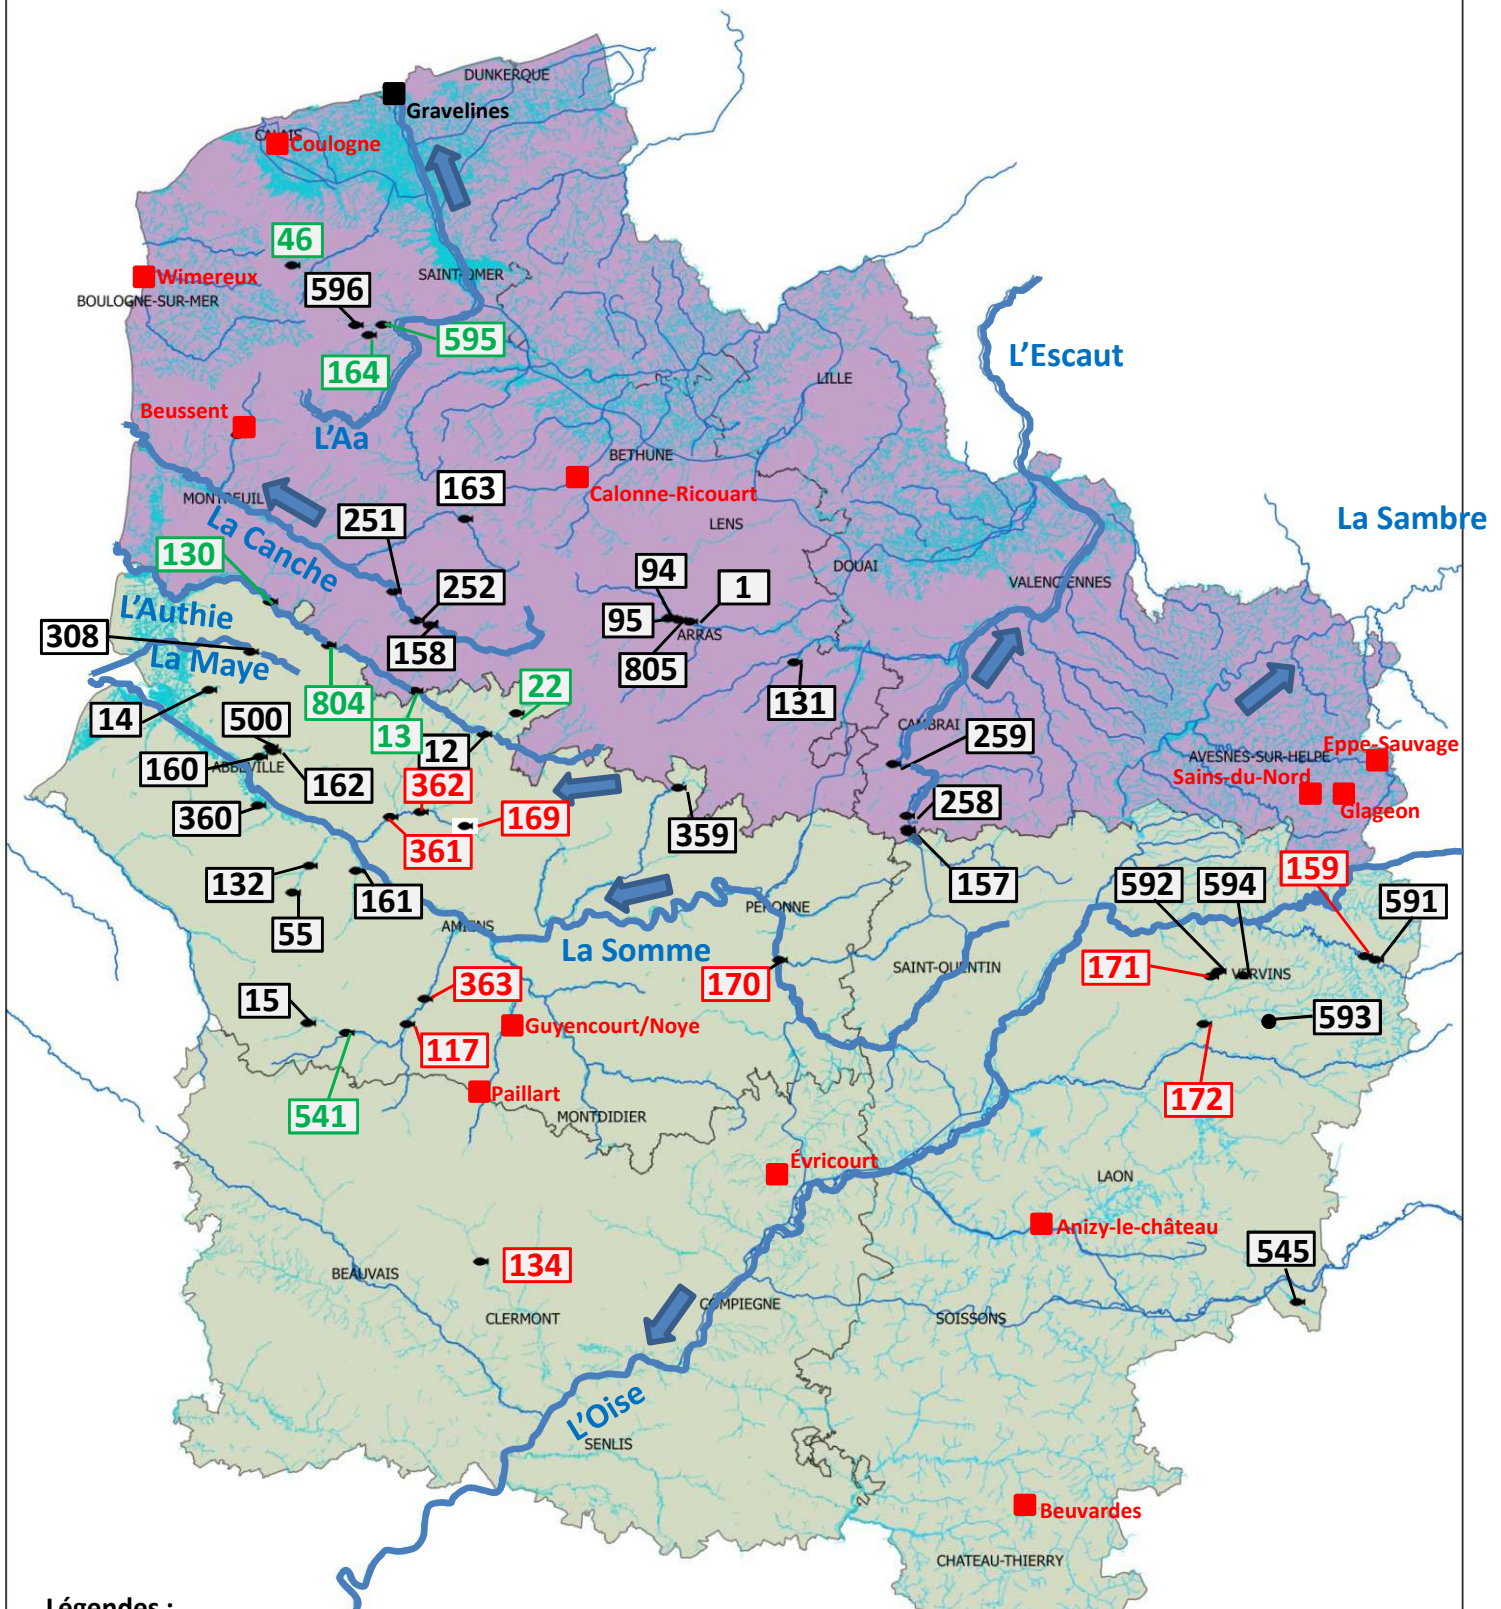 DUNKERQUE
Gravelines
CALAIS
Coulogne
46
SAINT-OMER
Wimereux
596
BOULOGNE-SUR-MER
595
L'Escaut
164
LILLE
Beussent
L'Aa
BETHUNE
163
Calonne-Ricouart
MONTREUIL
251
LENS
La Sambre
La Canche
130
DOUAI
94
1
VALENCIENNES
252
L'Authie
95
ARRAS
308
158
La Maye
805
22
804
131
14
500
13
12
CAMBRAI
259
Eppe-Sauvage
AVESNES-SUR-HELPE
160
ABBEVILLE
162
362
Sains-du-Nord
258
Glageon
360
169
361
359
159
132
161
157
592
594
591
PERONNE
55
AMIENS
La Somme
SAINT-QUENTIN
171
VERVINS
363
170
15
Guyencourt/Noye
593
117
Paillart
172
541
MONTDIDIER
Évricourt
LAON
Anizy-le-château
545
134
BEAUVAIS
COMPIEGNE
CLERMONT
SOISSONS
L'Oise
SENLIS
Beuvardes
CHATEAU-THIERRY
Légendes :